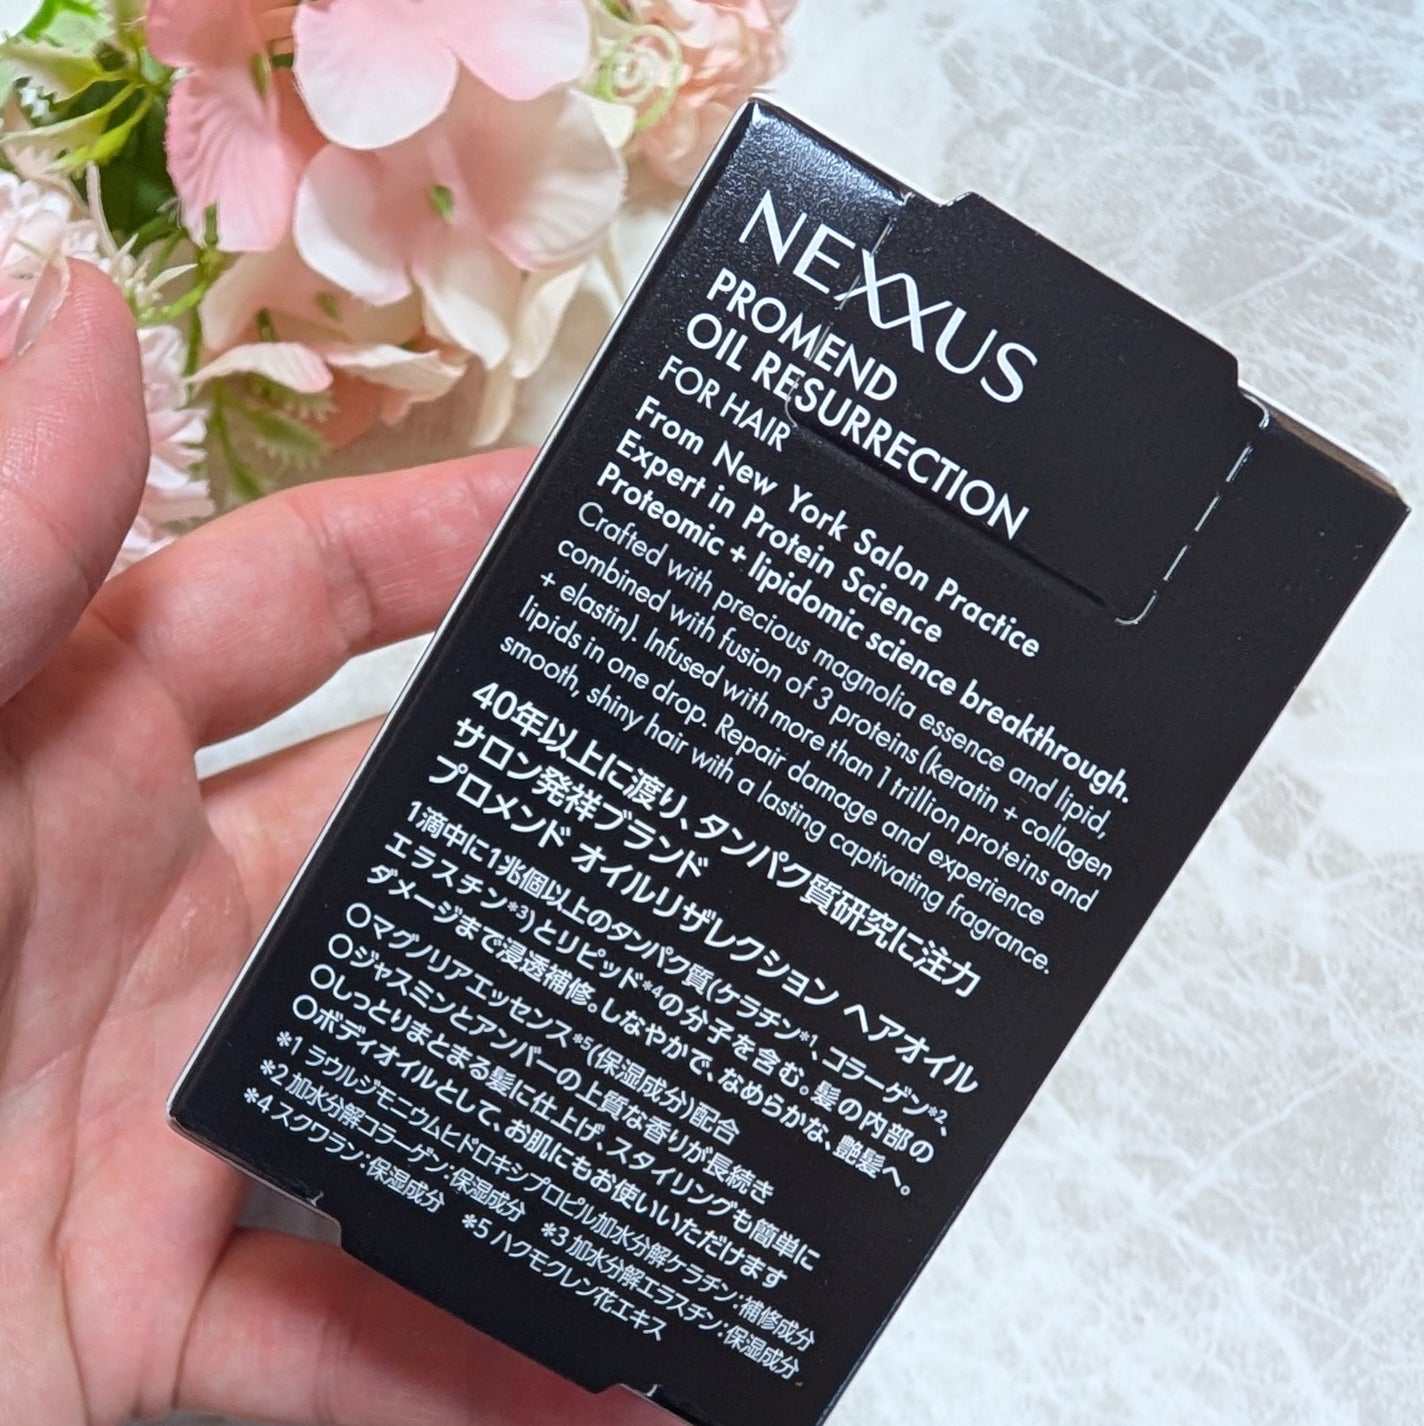 NEXXUS
PROMEND
OIL RESURRECTION
FOR HAIR
From New York Salon Practice
Expert in Protein Science
Proteomic + lipidomic science breakthrough.
Crafted with precious magnolia essence and lipid,
combined with fusion of 3 proteins (keratin + collagen
+ elastin). Infused with more than 1 trillion proteins and
lipids in one drop. Repair damage and experience
smooth, shiny hair with a lasting captivating fragrance.
40年以上に渡り、タンパク質研究に注力
サロン発祥ブランド
プロメンド オイルリザレクション ヘアオイル
1滴中に1兆個以上のタンパク質(ケラチン*1、コラーゲン*2、
エラスチン*3)とリピッド*4の分子を含む。髪の内部の
ダメージまで浸透補修。しなやかで、なめらかな、艶髪へ。
〇マグノリアエッセンス*5(保湿成分)配合
〇ジャスミンとアンバーの上質な香りが長続き
〇しっとりまとまる髪に仕上げ、スタイリングも簡単に
〇ボディオイルとして、お肌にもお使いいただけます
*1 ラウルジモニウムヒドロキシプロピル加水分解ケラチン:補修成分
*2 加水分解コラーゲン:保湿成分 *3 加水分解エラスチン:保湿成分
*4 スクワラン:保湿成分 *5 ハクモクレン花エキス